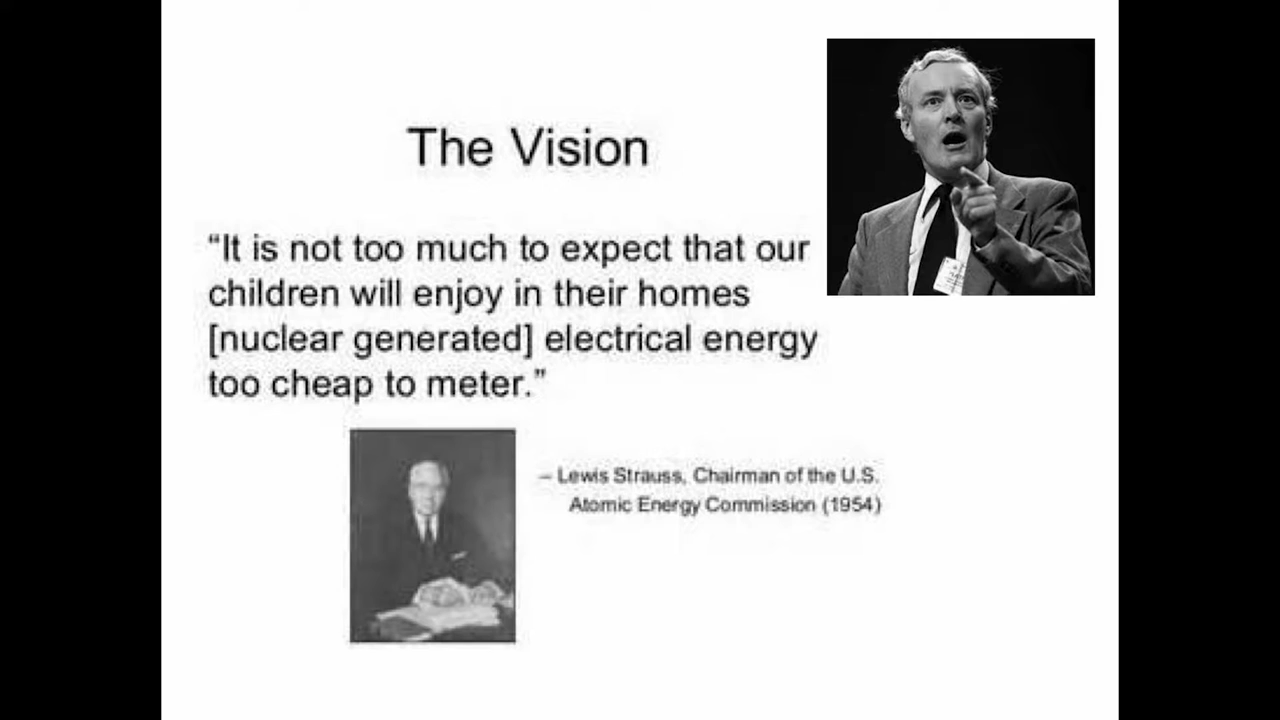 The Vision
“It is not too much to expect that our
children will enjoy in their homes
[nuclear generated] electrical energy
too cheap to meter.”
– Lewis Strauss, Chairman of the U.S.
Atomic Energy Commission (1954)